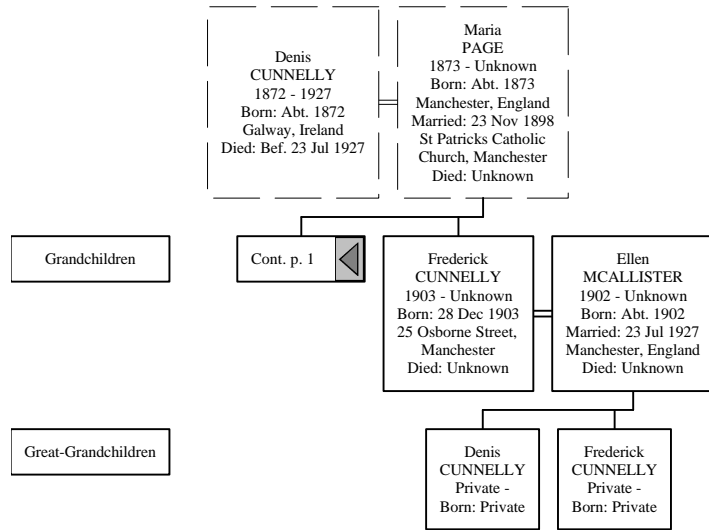 Denis
CUNNELLY
1872 - 1927
Born: Abt. 1872
Galway, Ireland
Died: Bef. 23 Jul 1927
Maria
PAGE
1873 - Unknown
Born: Abt. 1873
Manchester, England
Married: 23 Nov 1898
St Patricks Catholic
Church, Manchester
Died: Unknown
Grandchildren
Cont. p. 1
Frederick
CUNNELLY
1903 - Unknown
Born: 28 Dec 1903
25 Osborne Street,
Manchester
Died: Unknown
Ellen
MCALLISTER
1902 - Unknown
Born: Abt. 1902
Married: 23 Jul 1927
Manchester, England
Died: Unknown
Great-Grandchildren
Denis
CUNNELLY
Private -
Born: Private
Frederick
CUNNELLY
Private -
Born: Private